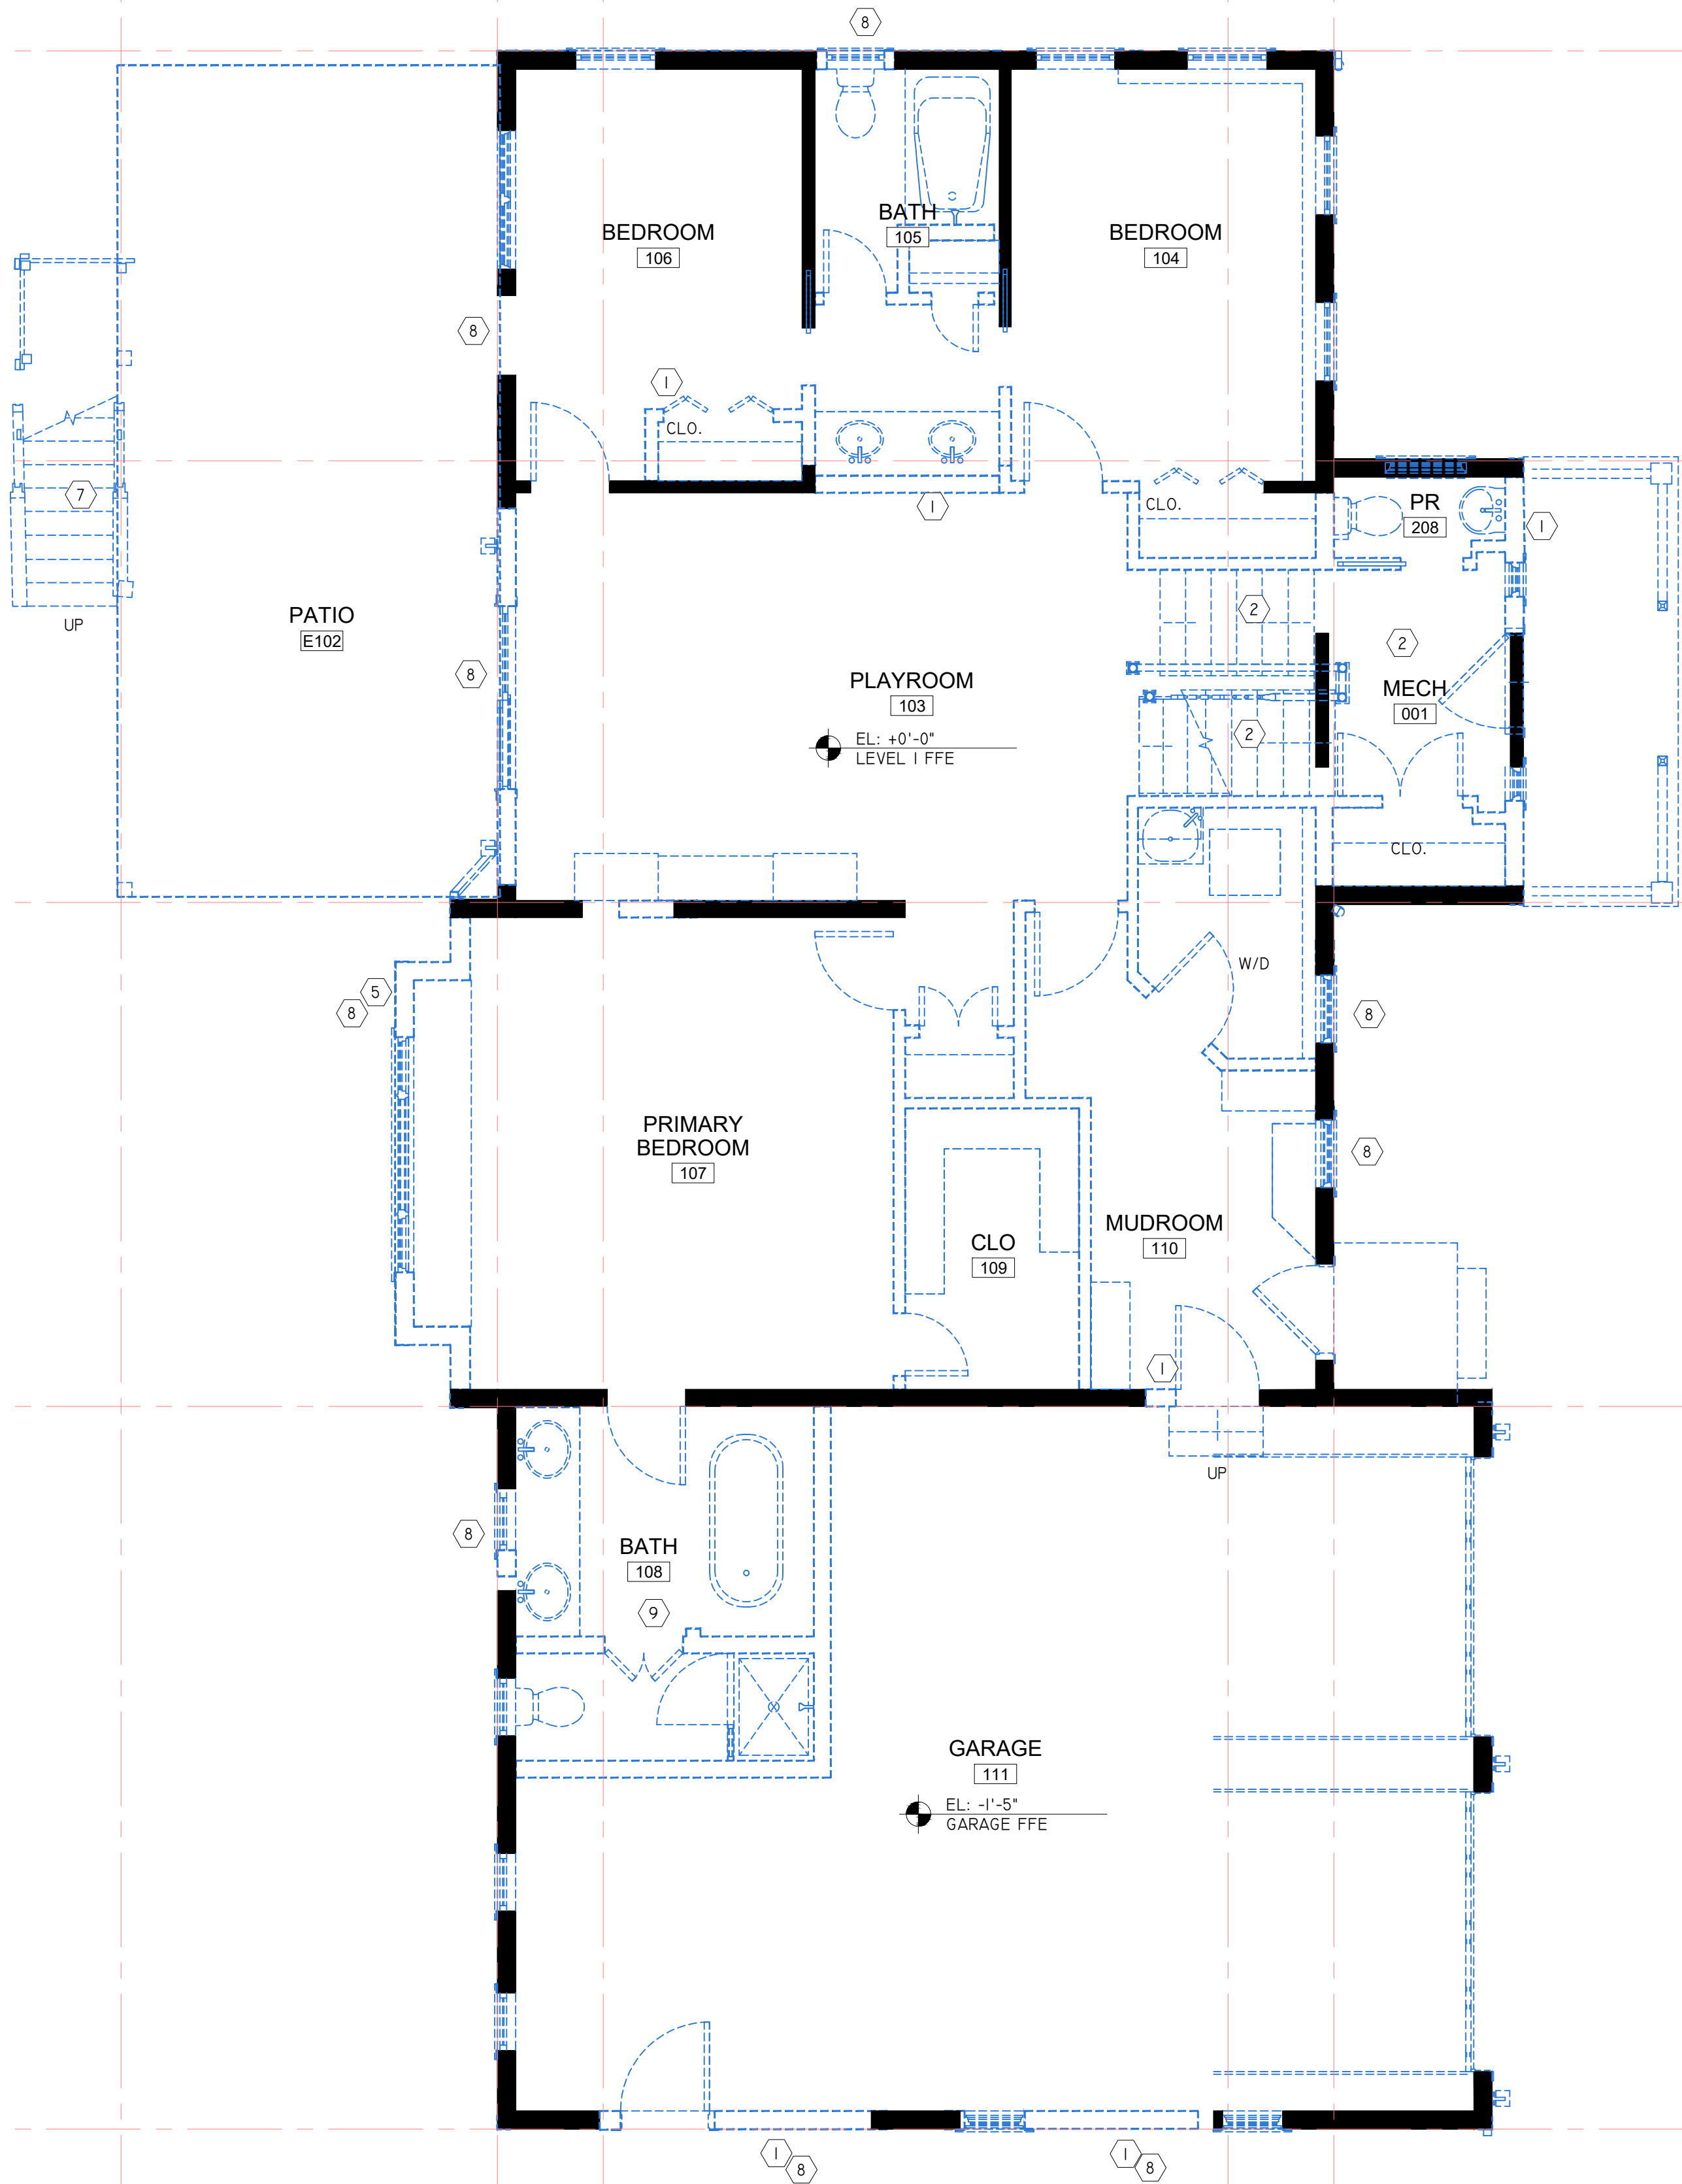 8
BEDROOM
106
BATH
105
BEDROOM
104
8
1
CLO.
7
1
CLO.
PR
208
1
UP
PATIO
E102
2
2
8
PLAYROOM
103
MECH
001
EL: +0'-0"
LEVEL 1 FFE
2
CLO.
W/D
5
8
8
PRIMARY
BEDROOM
107
8
CLO
109
MUDROOM
110
1
UP
8
BATH
108
9
GARAGE
111
EL: -1'-5"
GARAGE FFE
1
8
1
8